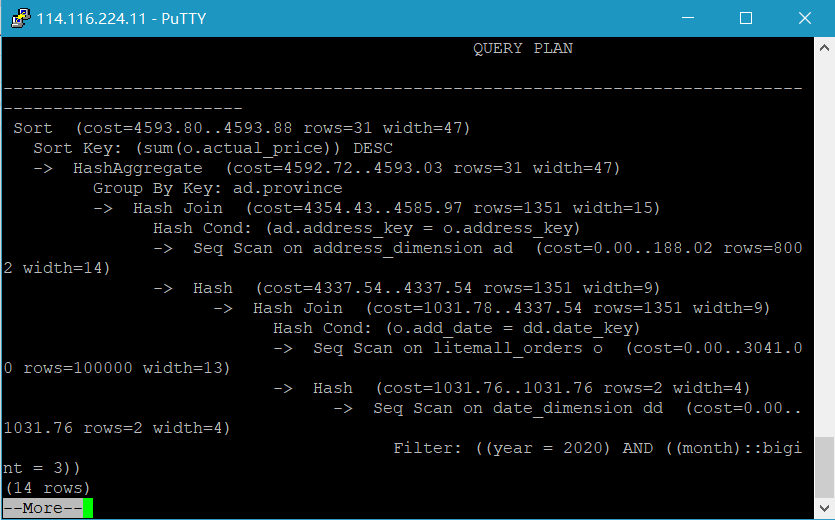 114.116.224.11 - PuTTY
QUERY PLAN
--------------------------------------------------------------------------------
------------------------
Sort  (cost=4593.80..4593.88 rows=31 width=47)
Sort Key: (sum(o.actual_price)) DESC
->  HashAggregate  (cost=4592.72..4593.03 rows=31 width=47)
Group By Key: ad.province
->  Hash Join  (cost=4354.43..4585.97 rows=1351 width=15)
Hash Cond: (ad.address_key = o.address_key)
->  Seq Scan on address_dimension ad  (cost=0.00..188.02 rows=800
2 width=14)
->  Hash  (cost=4337.54..4337.54 rows=1351 width=9)
->  Hash Join  (cost=1031.78..4337.54 rows=1351 width=9)
Hash Cond: (o.add_date = dd.date_key)
->  Seq Scan on litemall_orders o  (cost=0.00..3041.0
0 rows=100000 width=13)
->  Hash  (cost=1031.76..1031.76 rows=2 width=4)
->  Seq Scan on date_dimension dd  (cost=0.00..
1031.76 rows=2 width=4)
Filter: ((year = 2020) AND ((month)::bigi
nt = 3))
(14 rows)
--More--